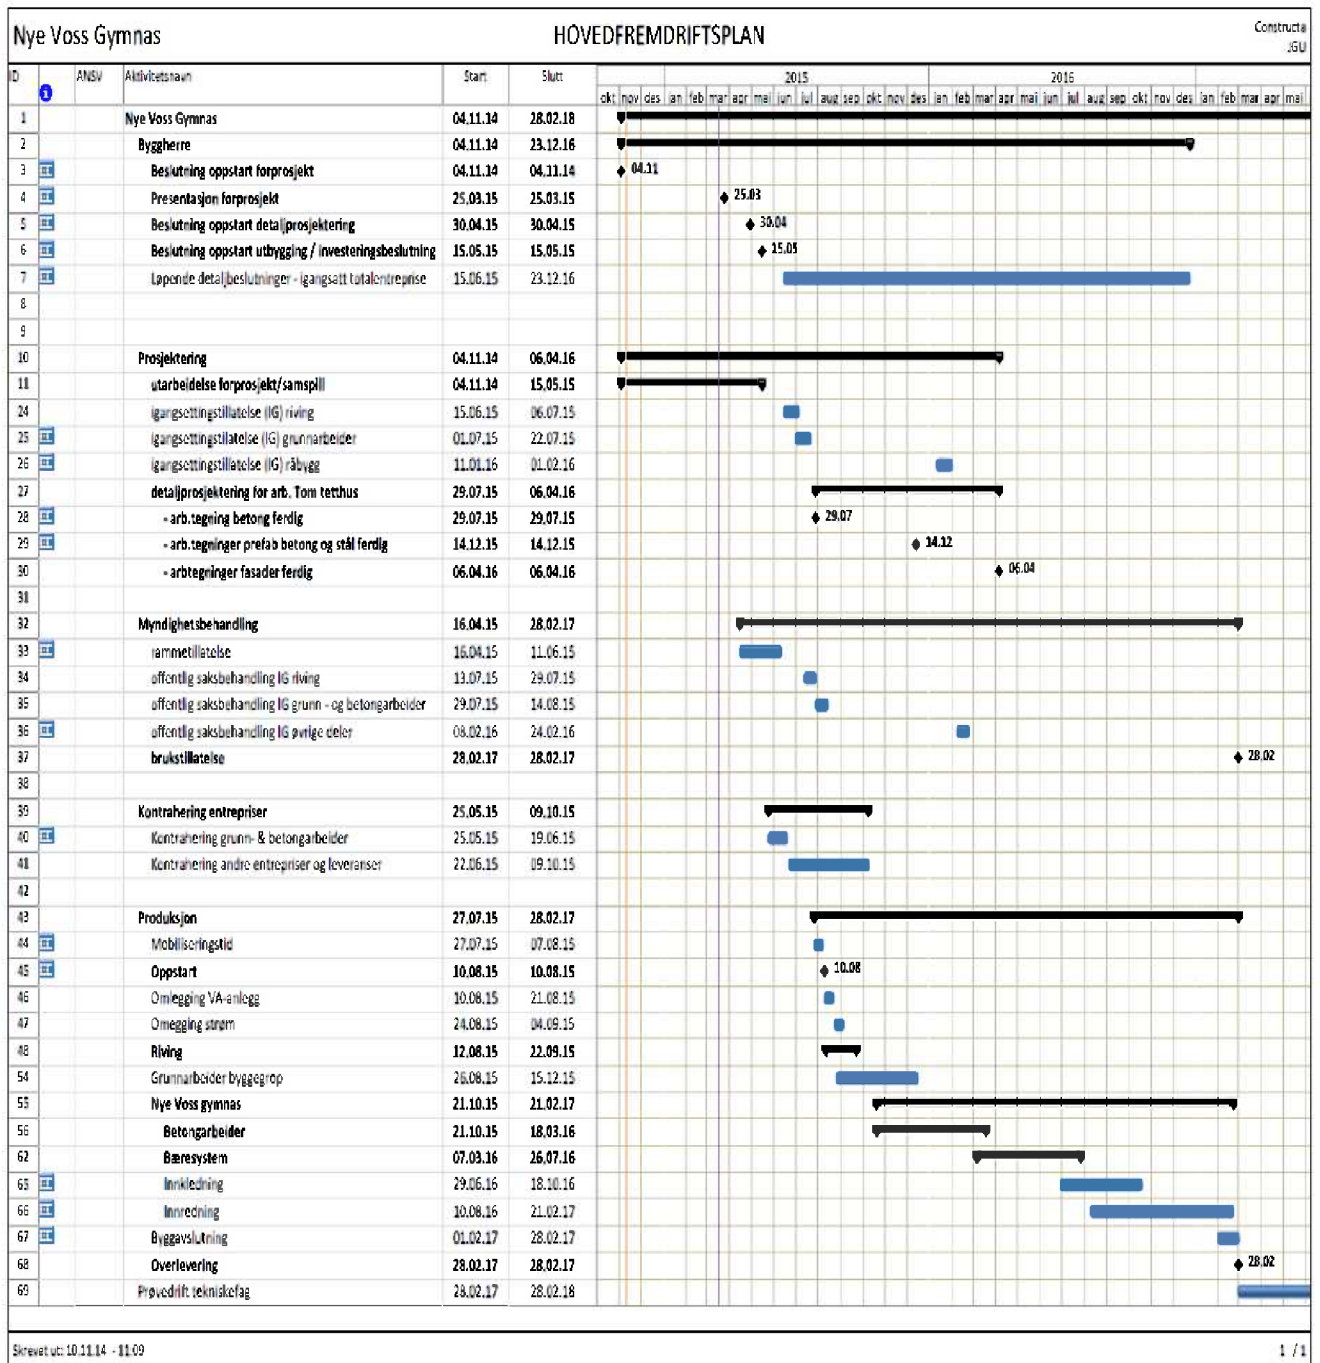 Nye Voss Gymnas HOVEDFREMDRIFTSPLAN Constructa
JGU
ID ANSV Aktivitetsnavn Start Slutt 2015 2016
okt nov des jan feb mar apr mai jun jul aug sep okt nov des jan feb mar apr mai jun jul aug sep okt nov des jan feb mar apr mai
1 Nye Voss Gymnas 04.11.14 28.02.18
2 Byggherre 04.11.14 23.12.16
3 Beslutning oppstart forprosjekt 04.11.14 04.11.14 04.11
4 Presentasjon forprosjekt 25.03.15 25.03.15 25.03
5 Beslutning oppstart detaljprosjektering 30.04.15 30.04.15 30.04
6 Beslutning oppstart utbygging / investeringsbeslutning 15.05.15 15.05.15 15.05
7 Løpende detaljbeslutninger - igangsatt totalentreprise 15.06.15 23.12.16
8
9
10 Prosjektering 04.11.14 06.04.16
11 utarbeidelse forprosjekt/samspill 04.11.14 15.05.15
24 igangsettingstillatelse (IG) riving 15.06.15 06.07.15
25 igangsettingstilatelse (IG) grunnarbeider 01.07.15 22.07.15
26 igangsettingstillatelse (IG) råbygg 11.01.16 01.02.16
27 detaljprosjektering for arb. Tom tetthus 29.07.15 06.04.16
28 - arb.tegning betong ferdig 29.07.15 29.07.15 29.07
29 - arb.tegninger prefab betong og stål ferdig 14.12.15 14.12.15 14.12
30 - arbtegninger fasader ferdig 06.04.16 06.04.16 06.04
31
32 Myndighetsbehandling 16.04.15 28.02.17
33 rammetillatelse 16.04.15 11.06.15
34 offentlig saksbehandling IG riving 13.07.15 29.07.15
35 offentlig saksbehandling IG grunn - og betongarbeider 29.07.15 14.08.15
36 offentlig saksbehandling IG øvrige deler 08.02.16 24.02.16
37 brukstillatelse 28.02.17 28.02.17 28.02
38
39 Kontrahering entrepriser 25.05.15 09.10.15
40 Kontrahering grunn- & betongarbeider 25.05.15 19.06.15
41 Kontrahering andre entrepriser og leveranser 22.06.15 09.10.15
42
43 Produksjon 27.07.15 28.02.17
44 Mobiliseringstid 27.07.15 07.08.15
45 Oppstart 10.08.15 10.08.15 10.08
46 Omlegging VA-anlegg 10.08.15 21.08.15
47 Omegging strøm 24.08.15 04.09.15
48 Riving 12.08.15 22.09.15
54 Grunnarbeider byggegrop 26.08.15 15.12.15
55 Nye Voss gymnas 21.10.15 21.02.17
56 Betongarbeider 21.10.15 18.03.16
62 Bæresystem 07.03.16 26.07.16
65 Innkledning 29.06.16 18.10.16
66 Innredning 10.08.16 21.02.17
67 Byggavslutning 01.02.17 28.02.17
68 Overlevering 28.02.17 28.02.17 28.02
69 Prøvedrift tekniskefag 28.02.17 28.02.18
Skrevet ut: 10.11.14 - 11:09 1 / 1